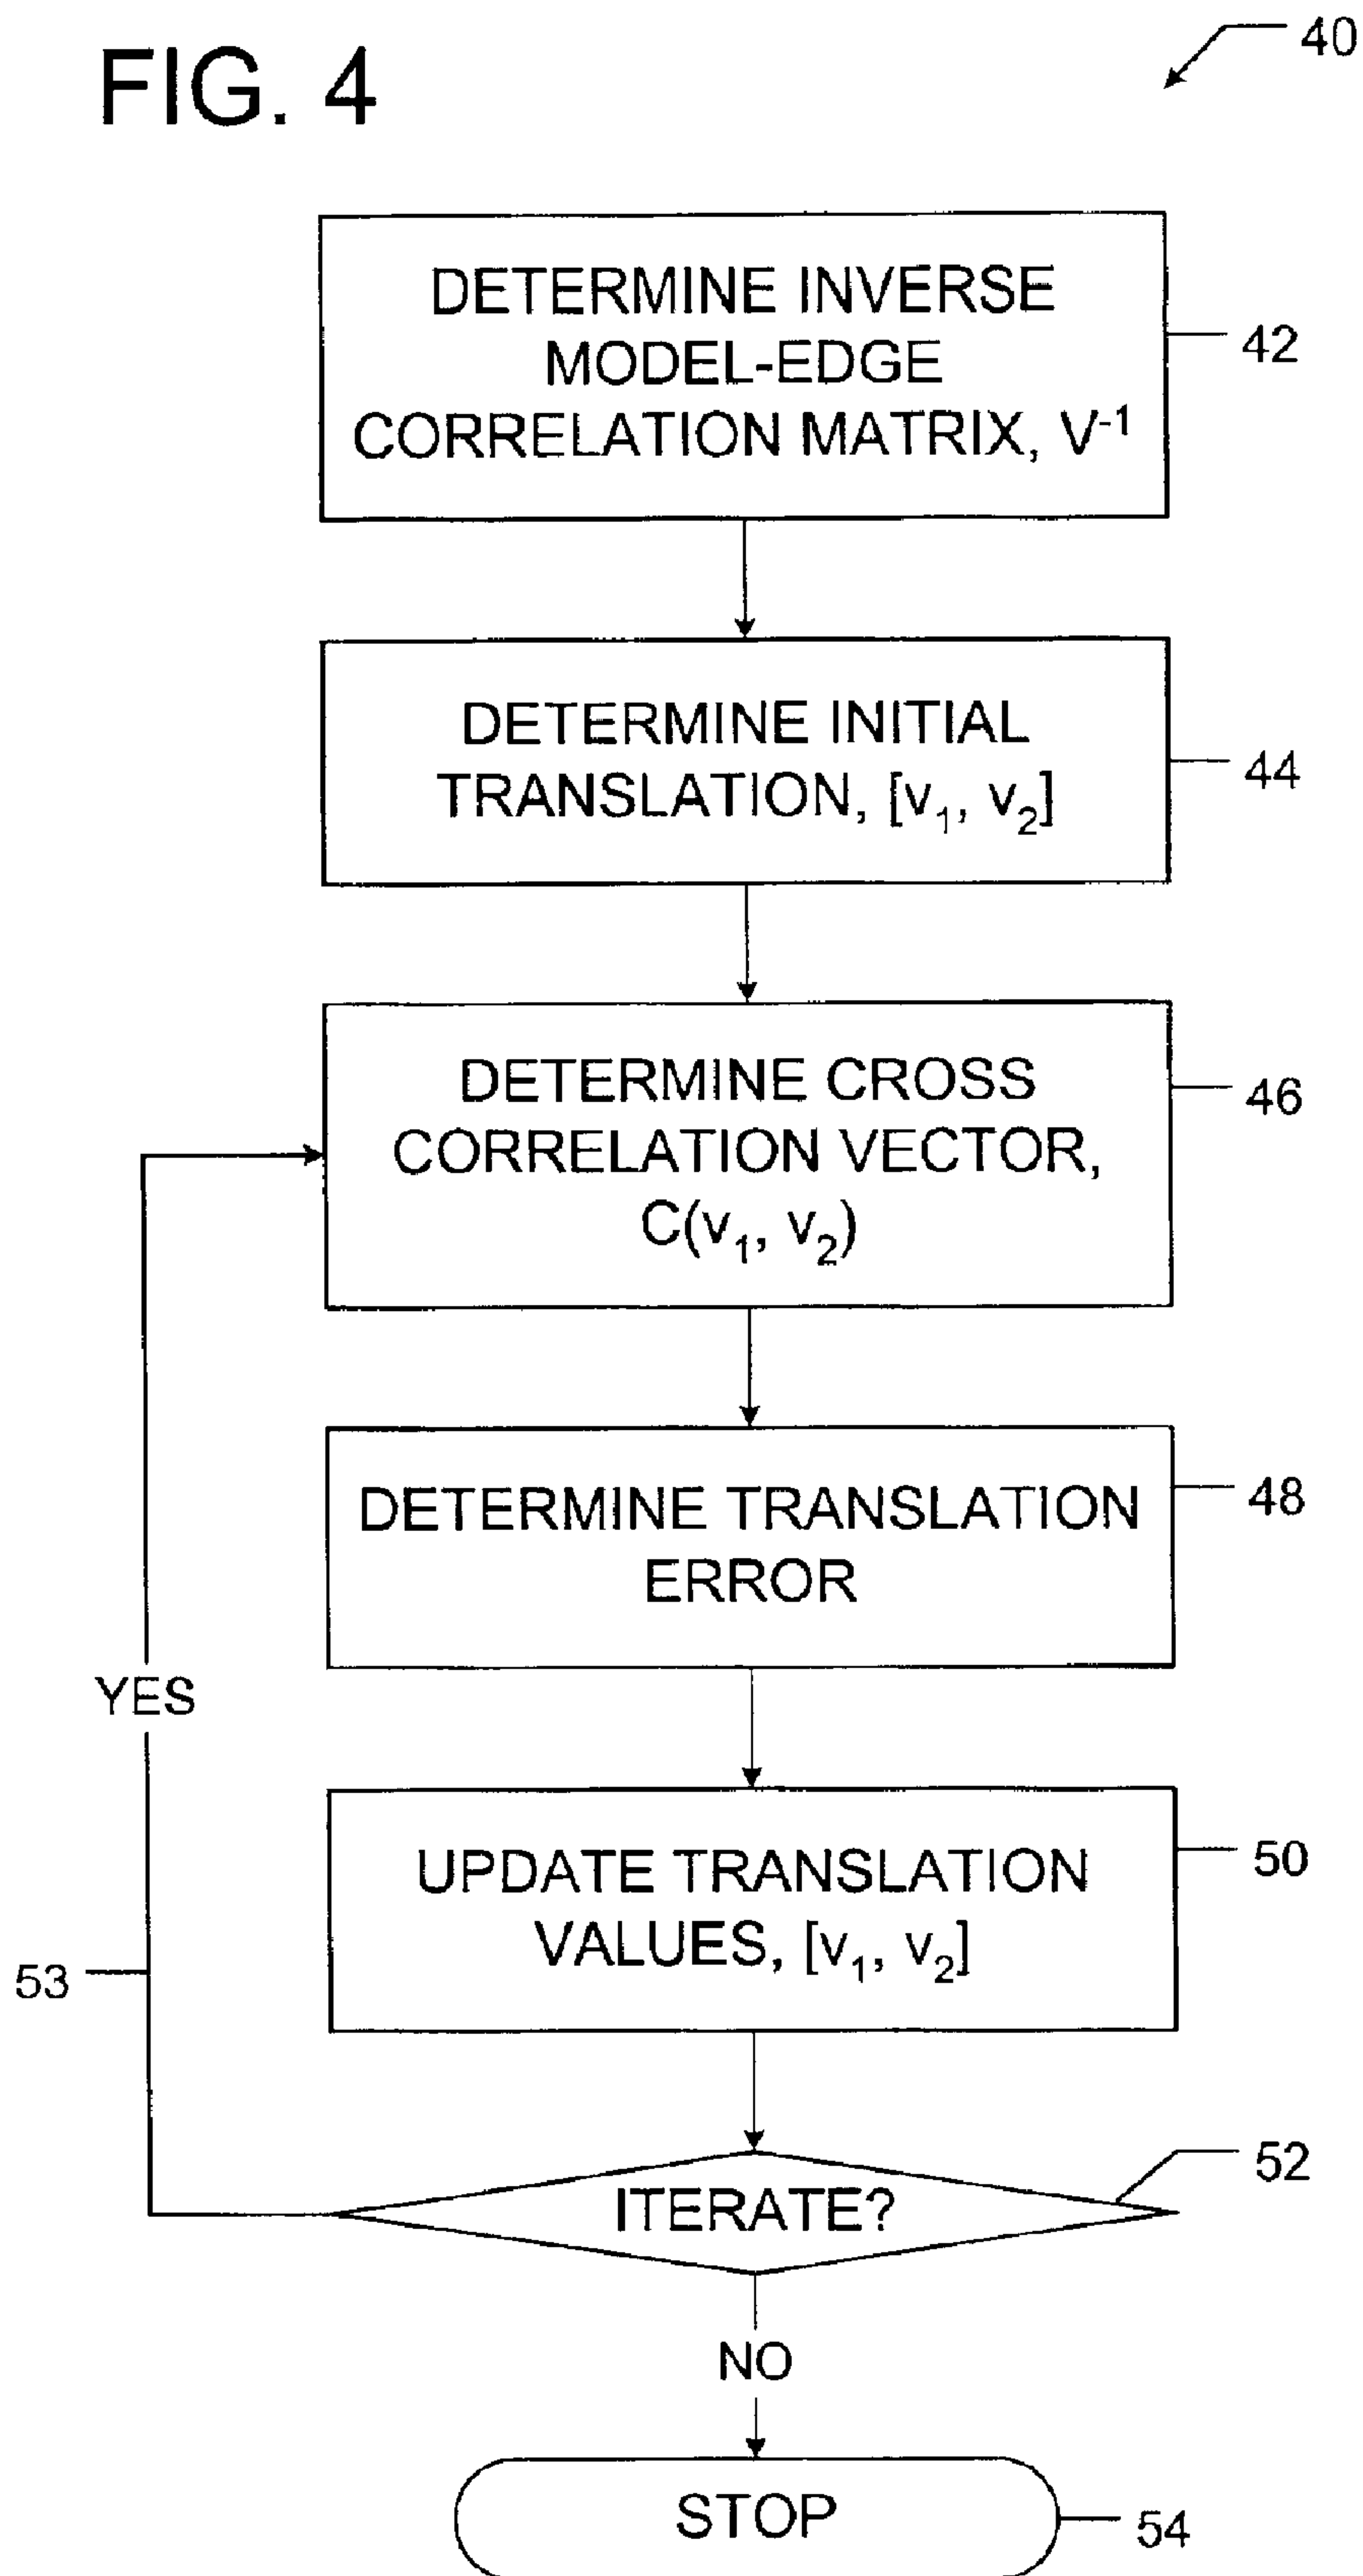 FIG. 4
40
DETERMINE INVERSE
MODEL-EDGE
CORRELATION MATRIX, V⁻¹
42
DETERMINE INITIAL
TRANSLATION, [v₁, v₂]
44
DETERMINE CROSS
CORRELATION VECTOR,
C(v₁, v₂)
46
DETERMINE TRANSLATION
ERROR
48
YES
UPDATE TRANSLATION
VALUES, [v₁, v₂]
50
53
ITERATE?
52
NO
STOP
54